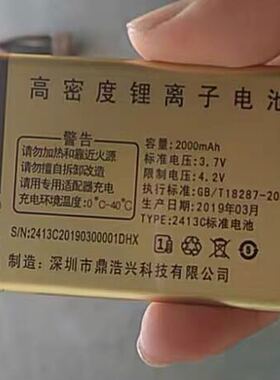 高密度锂离子电池
警告
请勿加热和靠近火源
请勿擅自拆卸改造
请用专用适配器充电
充电环境温度:0℃-40℃
容量:2000mAh
标准电压:3.7V
限制电压:4.2V
执行标准:GB/T18287-20
生产日期:2019年03月
TYPE:2413C标准电池
S/N:2413C20190300001DHX
制造:深圳市鼎浩兴科技有限公司